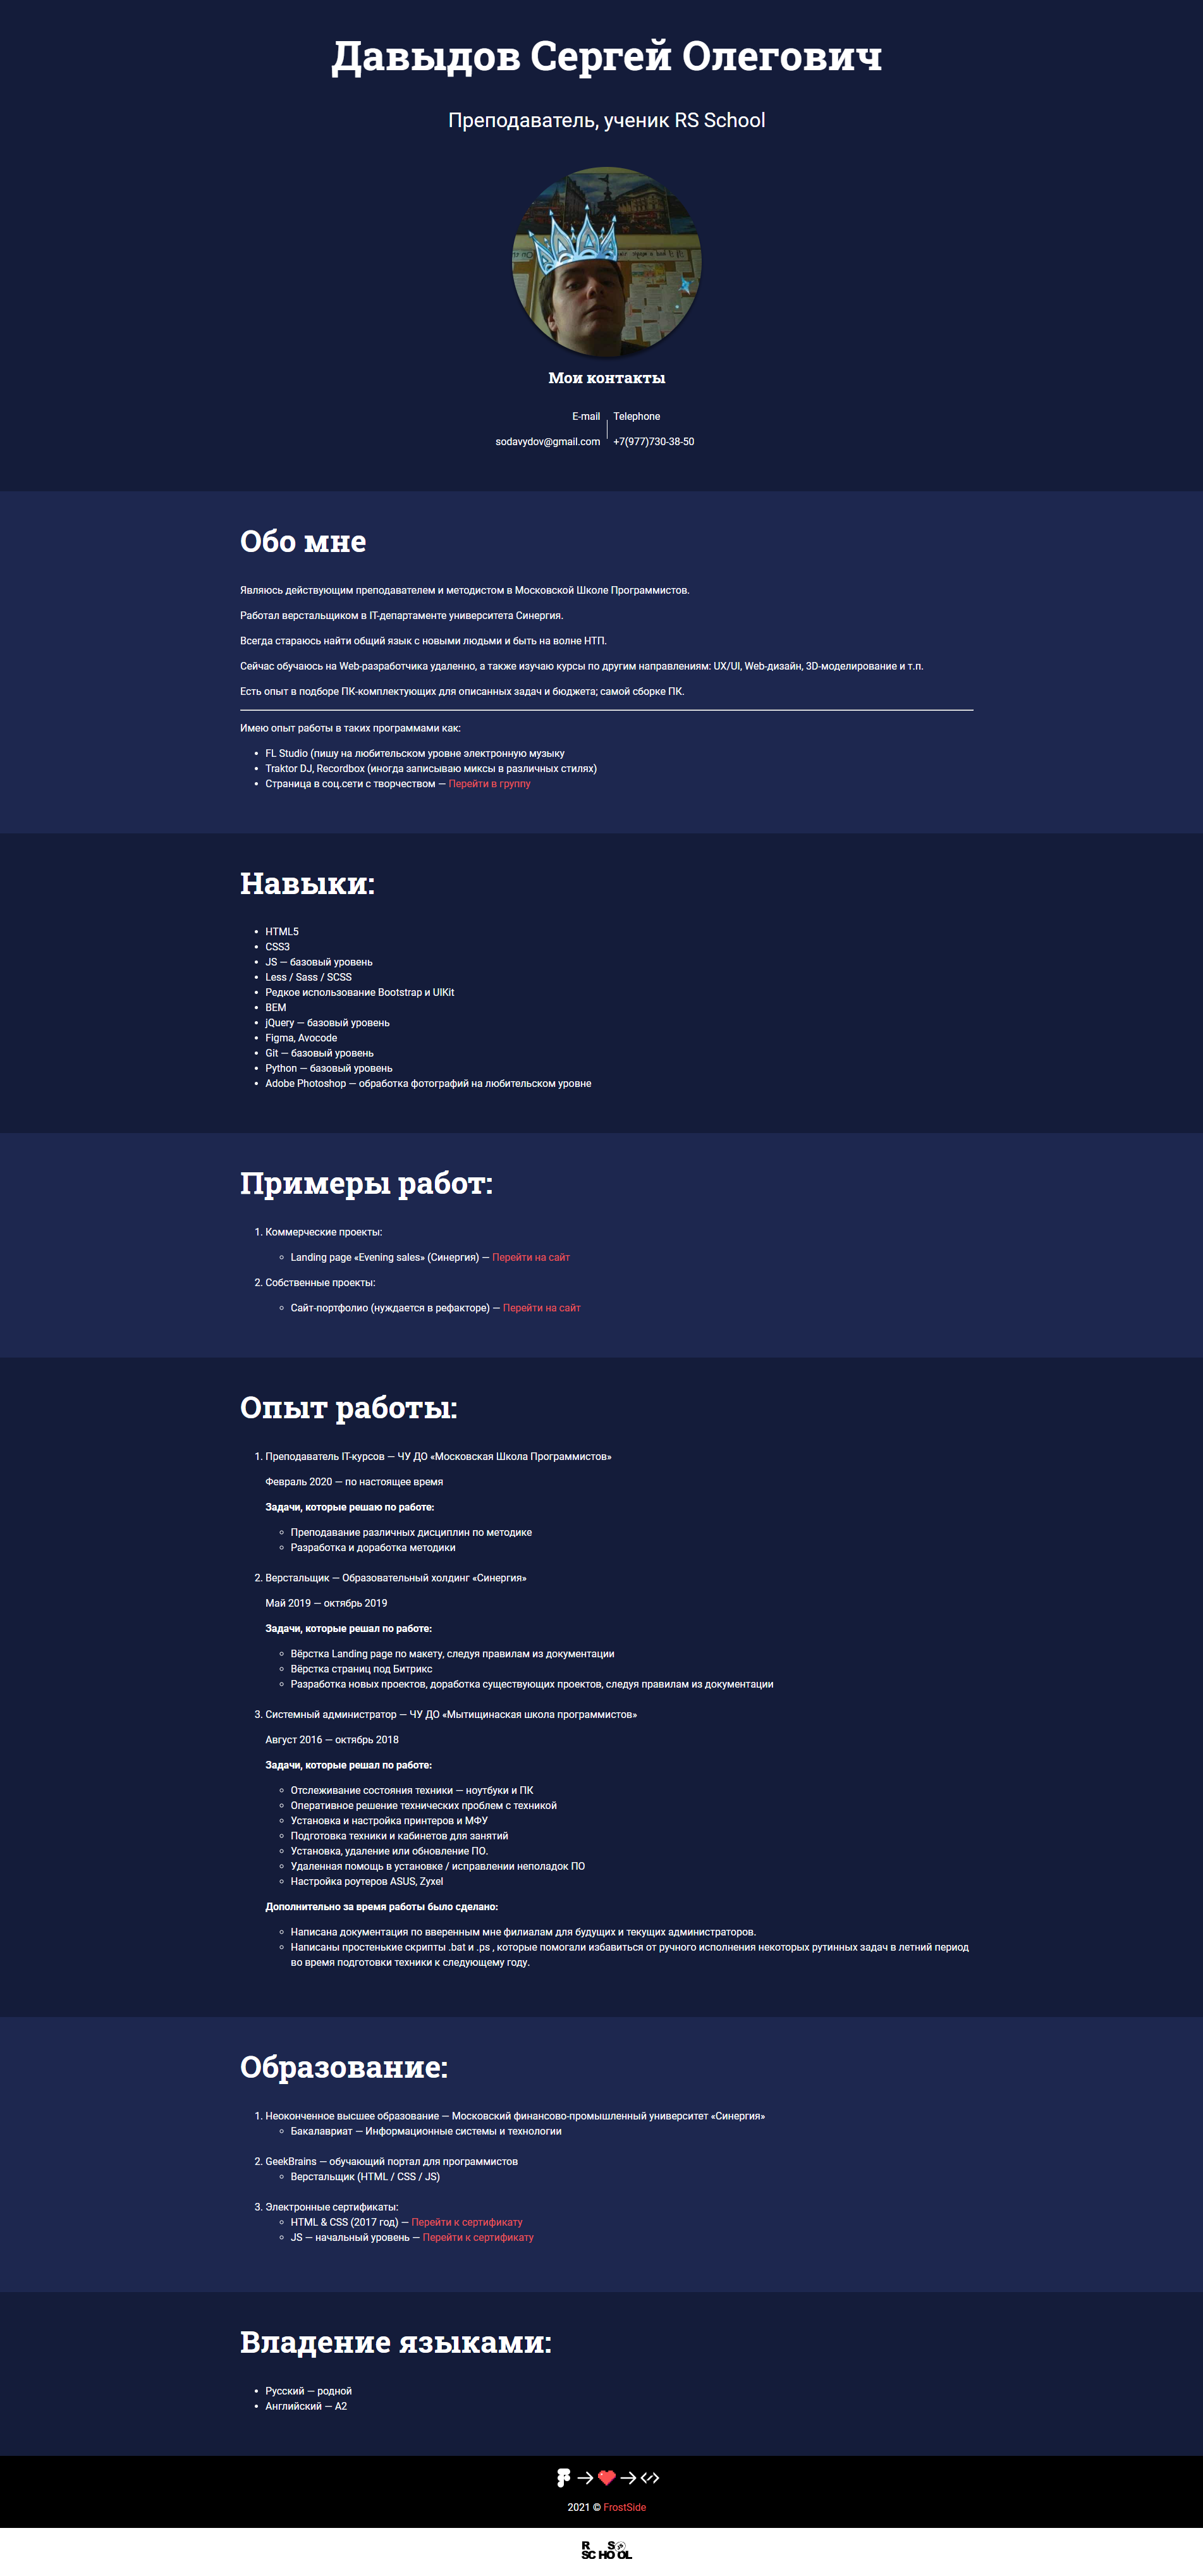 Давыдов Сергей Олегович
Преподаватель, ученик RS School
Мои контакты
E-mail
sodavydov@gmail.com
Telephone
+7(977)730-38-50
Обо мне
Являюсь действующим преподавателем и методистом в Московской Школе Программистов.
Работал верстальщиком в IT-департаменте университета Синергия.
Всегда стараюсь найти общий язык с новыми людьми и быть на волне НТП.
Сейчас обучаюсь на Web-разработчика удаленно, а также изучаю курсы по другим направлениям: UX/UI, Web-дизайн, 3D-моделирование и т.п.
Есть опыт в подборе ПК-комплектующих для описанных задач и бюджета; самой сборке ПК.
Имею опыт работы в таких программами как:
• FL Studio (пишу на любительском уровне электронную музыку
• Traktor DJ, Recordbox (иногда записываю миксы в различных стилях)
• Страница в соц.сети с творчеством — Перейти в группу
Навыки:
• HTML5
• CSS3
• JS — базовый уровень
• Less / Sass / SCSS
• Редкое использование Bootstrap и UIKit
• BEM
• jQuery — базовый уровень
• Figma, Avocode
• Git — базовый уровень
• Python — базовый уровень
• Adobe Photoshop — обработка фотографий на любительском уровне
Примеры работ:
1. Коммерческие проекты:
◦ Landing page «Evening sales» (Синергия) — Перейти на сайт
2. Собственные проекты:
◦ Сайт-портфолио (нуждается в рефакторе) — Перейти на сайт
Опыт работы:
1. Преподаватель IT-курсов — ЧУ ДО «Московская Школа Программистов»
Февраль 2020 — по настоящее время
Задачи, которые решаю по работе:
◦ Преподавание различных дисциплин по методике
◦ Разработка и доработка методики
2. Верстальщик — Образовательный холдинг «Синергия»
Май 2019 — октябрь 2019
Задачи, которые решал по работе:
◦ Вёрстка Landing page по макету, следуя правилам из документации
◦ Вёрстка страниц под Битрикс
◦ Разработка новых проектов, доработка существующих проектов, следуя правилам из документации
3. Системный администратор — ЧУ ДО «Мытищинаская школа программистов»
Август 2016 — октябрь 2018
Задачи, которые решал по работе:
◦ Отслеживание состояния техники — ноутбуки и ПК
◦ Оперативное решение технических проблем с техникой
◦ Установка и настройка принтеров и МФУ
◦ Подготовка техники и кабинетов для занятий
◦ Установка, удаление или обновление ПО.
◦ Удаленная помощь в установке / исправлении неполадок ПО
◦ Настройка роутеров ASUS, Zyxel
Дополнительно за время работы было сделано:
◦ Написана документация по вверенным мне филиалам для будущих и текущих администраторов.
◦ Написаны простенькие скрипты .bat и .ps , которые помогали избавиться от ручного исполнения некоторых рутинных задач в летний период
во время подготовки техники к следующему году.
Образование:
1. Неоконченное высшее образование — Московский финансово-промышленный университет «Синергия»
◦ Бакалавриат — Информационные системы и технологии
2. GeekBrains — обучающий портал для программистов
◦ Верстальщик (HTML / CSS / JS)
3. Электронные сертификаты:
◦ HTML & CSS (2017 год) — Перейти к сертификату
◦ JS — начальный уровень — Перейти к сертификату
Владение языками:
• Русский — родной
• Английский — A2
2021 © FrostSide
RS
SCHOOL